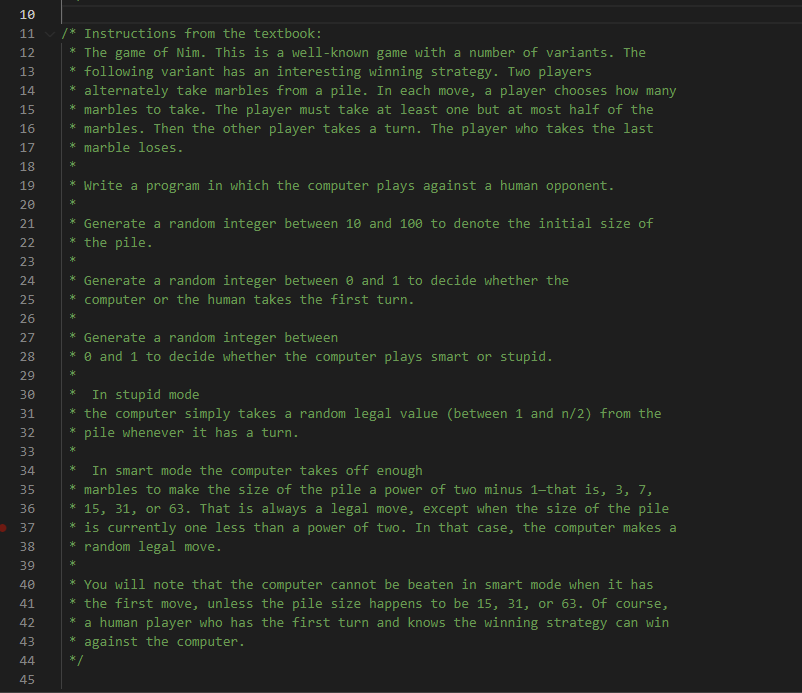 10
11 /* Instructions from the textbook:
12 * The game of Nim. This is a well-known game with a number of variants. The
13 * following variant has an interesting winning strategy. Two players
14 * alternately take marbles from a pile. In each move, a player chooses how many
15 * marbles to take. The player must take at least one but at most half of the
16 * marbles. Then the other player takes a turn. The player who takes the last
17 * marble loses.
18 *
19 * Write a program in which the computer plays against a human opponent.
20 *
21 * Generate a random integer between 10 and 100 to denote the initial size of
22 * the pile.
23 *
24 * Generate a random integer between 0 and 1 to decide whether the
25 * computer or the human takes the first turn.
26 *
27 * Generate a random integer between
28 * 0 and 1 to decide whether the computer plays smart or stupid.
29 *
30 *  In stupid mode
31 * the computer simply takes a random legal value (between 1 and n/2) from the
32 * pile whenever it has a turn.
33 *
34 *  In smart mode the computer takes off enough
35 * marbles to make the size of the pile a power of two minus 1—that is, 3, 7,
36 * 15, 31, or 63. That is always a legal move, except when the size of the pile
37 * is currently one less than a power of two. In that case, the computer makes a
38 * random legal move.
39 *
40 * You will note that the computer cannot be beaten in smart mode when it has
41 * the first move, unless the pile size happens to be 15, 31, or 63. Of course,
42 * a human player who has the first turn and knows the winning strategy can win
43 * against the computer.
44 */
45